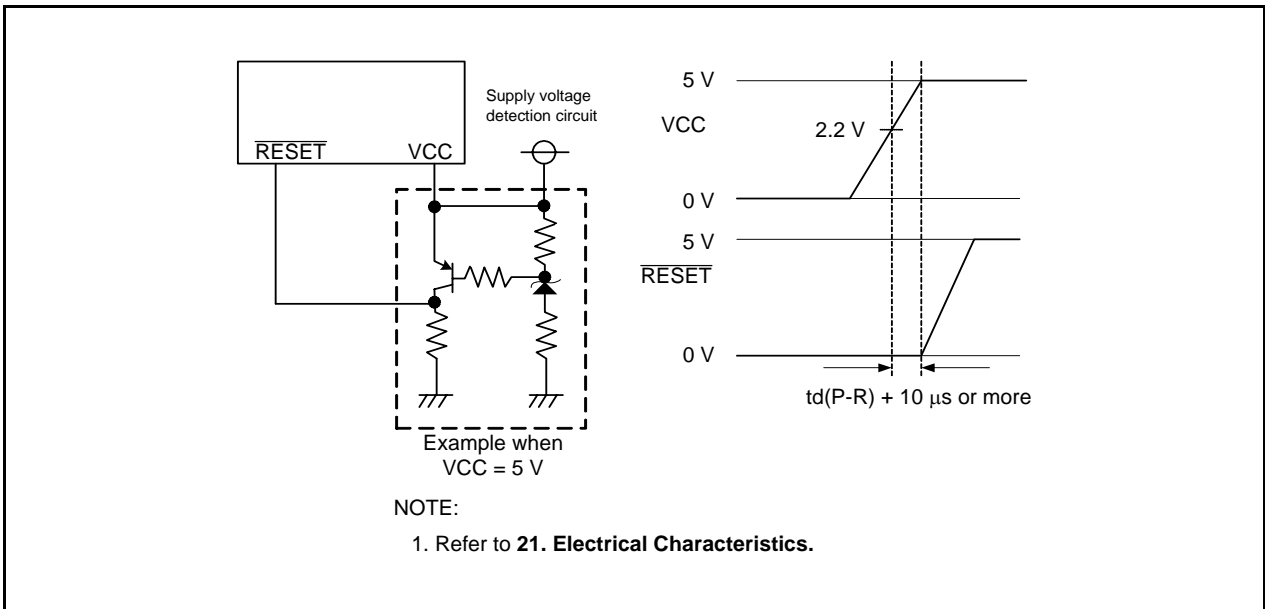 Supply voltage
detection circuit
RESET VCC
Example when
VCC = 5 V
5 V
VCC
2.2 V
0 V
5 V
RESET
0 V
td(P-R) + 10 μs or more
NOTE:
1. Refer to 21. Electrical Characteristics.